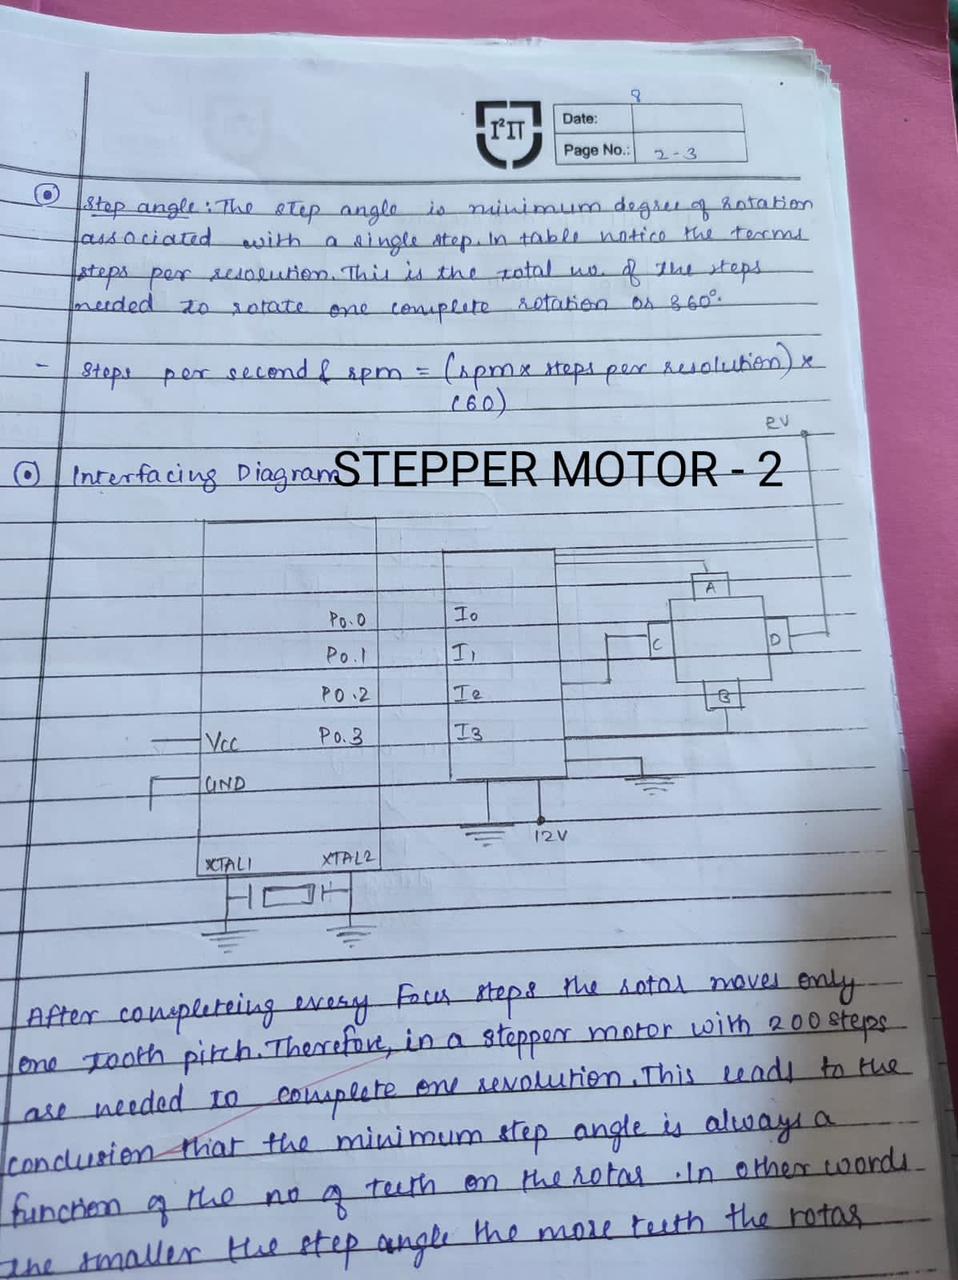 I²IT
8
Date:
Page No.: 2-3
Step angle: The step angle is minimum degree of rotation
associated with a single step. In table notice the terms
steps per resolution. This is the total no. of the steps
needed to rotate one complete rotation or 360°.
- Steps per second & rpm = (rpm x steps per resolution) x
(60)
2V
Interfacing Diagram STEPPER MOTOR - 2
A
P0.0 I0
C D
P0.1 I1
P0.2 I2
B
Vcc P0.3 I3
GND
12V
XTAL1 XTAL2
After completeing every Four steps the rotar moves only
one tooth pitch. Therefore, in a stepper motor with 200 steps
are needed to complete one revolution. This leads to the
conclusion that the minimum step angle is always a
function of the no of teeth on the rotar. In other words
the smaller the step angle the more teeth the rotar